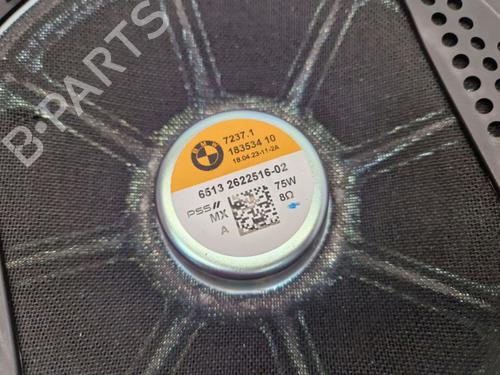 B-PARTS
7237.1
183534 10
18.04.23-11-2A
6513 2622516-02
PSS// 75W
MX 8Ω
A